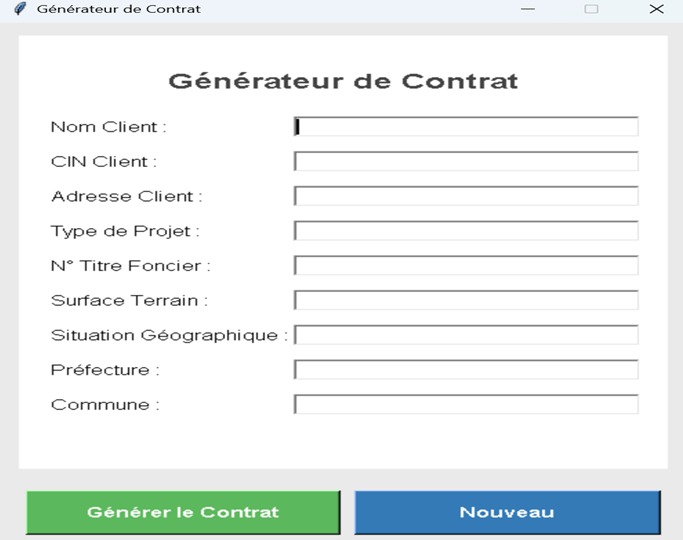 Générateur de Contrat
Générateur de Contrat
Nom Client :
CIN Client :
Adresse Client :
Type de Projet :
N° Titre Foncier :
Surface Terrain :
Situation Géographique :
Préfecture :
Commune :
Générer le Contrat
Nouveau